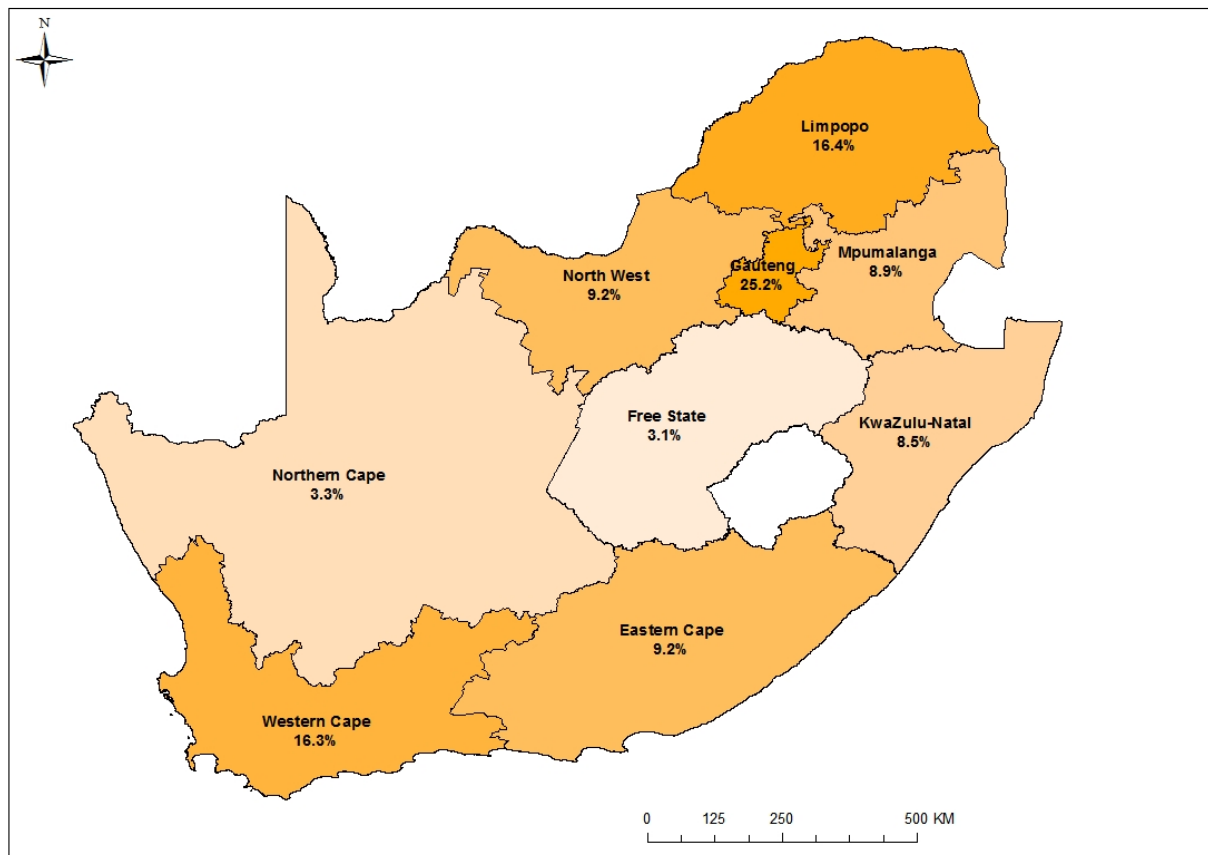 N
Limpopo
16.4%
Mpumalanga
8.9%
Gauteng
25.2%
North West
9.2%
Free State
3.1%
KwaZulu-Natal
8.5%
Northern Cape
3.3%
Eastern Cape
9.2%
Western Cape
16.3%
0 125 250 500 KM